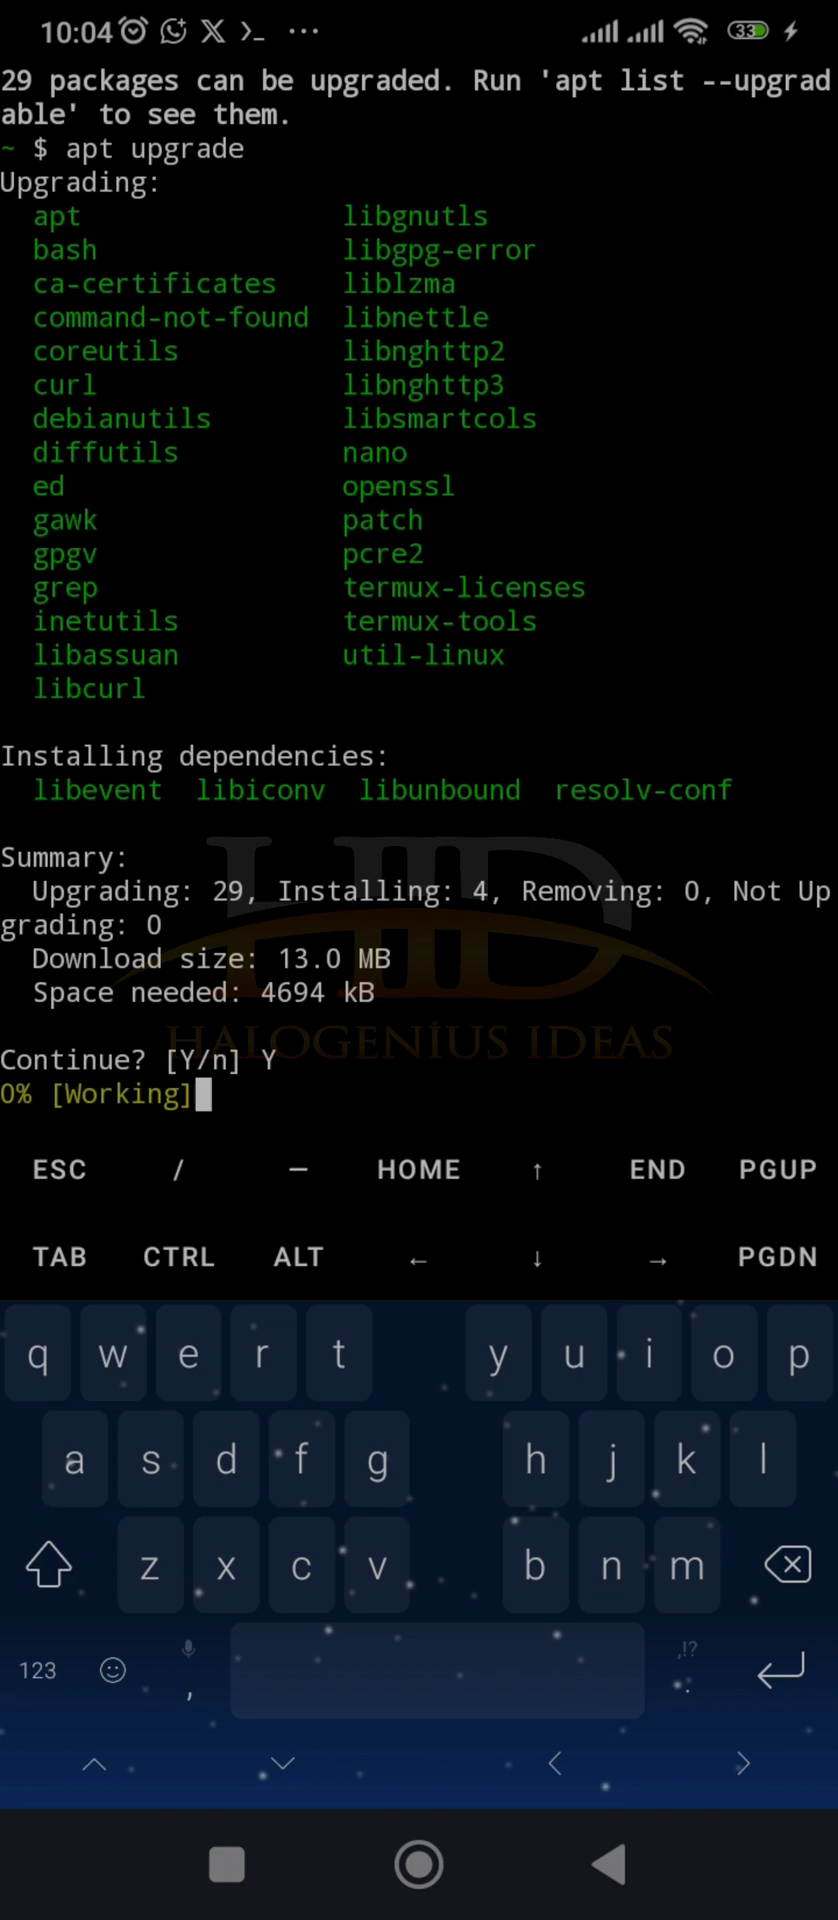 10:04 33
29 packages can be upgraded. Run 'apt list --upgrad
able' to see them.
~ $ apt upgrade
Upgrading:
apt libgnutls
bash libgpg-error
ca-certificates liblzma
command-not-found libnettle
coreutils libnghttp2
curl libnghttp3
debianutils libsmartcols
diffutils nano
ed openssl
gawk patch
gpgv pcre2
grep termux-licenses
inetutils termux-tools
libassuan util-linux
libcurl
Installing dependencies:
libevent libiconv libunbound resolv-conf
Summary:
Upgrading: 29, Installing: 4, Removing: 0, Not Up
grading: 0
Download size: 13.0 MB
Space needed: 4694 kB
HALOGENİUS IDEAS
Continue? [Y/n] Y
0% [Working]
ESC / — HOME ↑ END PGUP
TAB CTRL ALT ← ↓ → PGDN
q w e r t y u i o p
a s d f g h j k l
z x c v b n m
123 , ,!? .